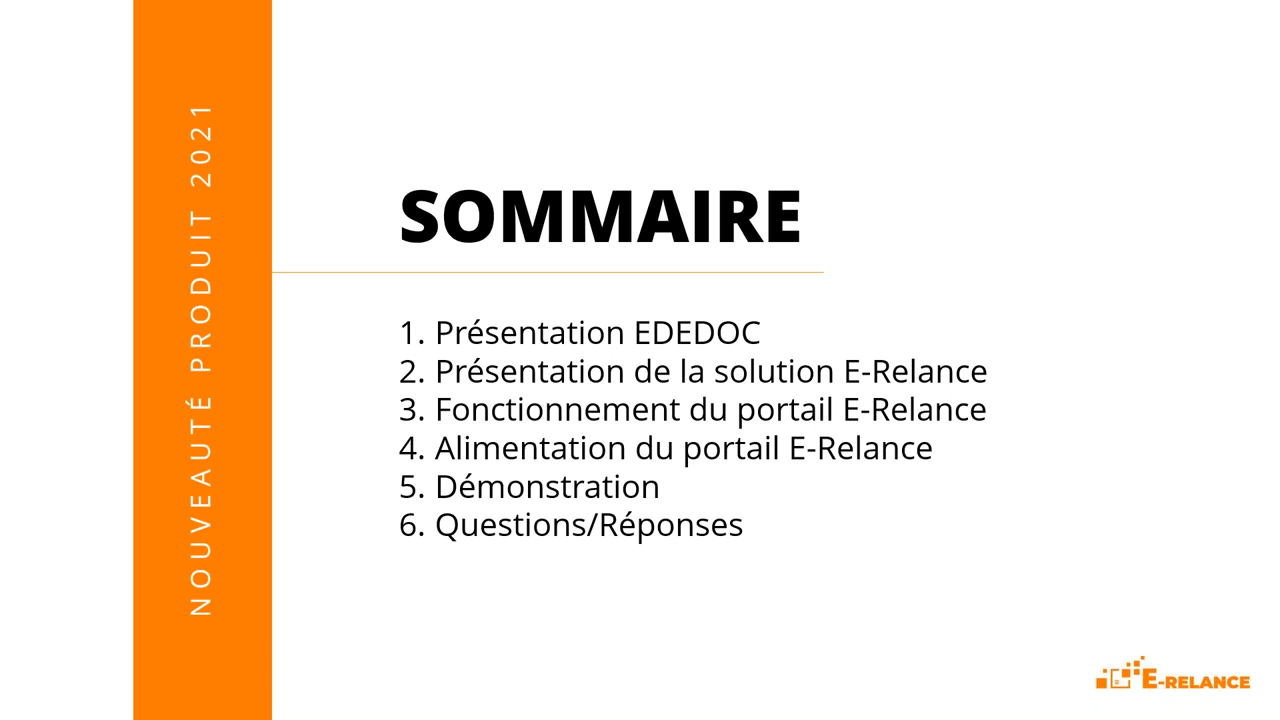 NOUVEAUTÉ PRODUIT 2021
SOMMAIRE
1. Présentation EDEDOC
2. Présentation de la solution E-Relance
3. Fonctionnement du portail E-Relance
4. Alimentation du portail E-Relance
5. Démonstration
6. Questions/Réponses
E-RELANCE